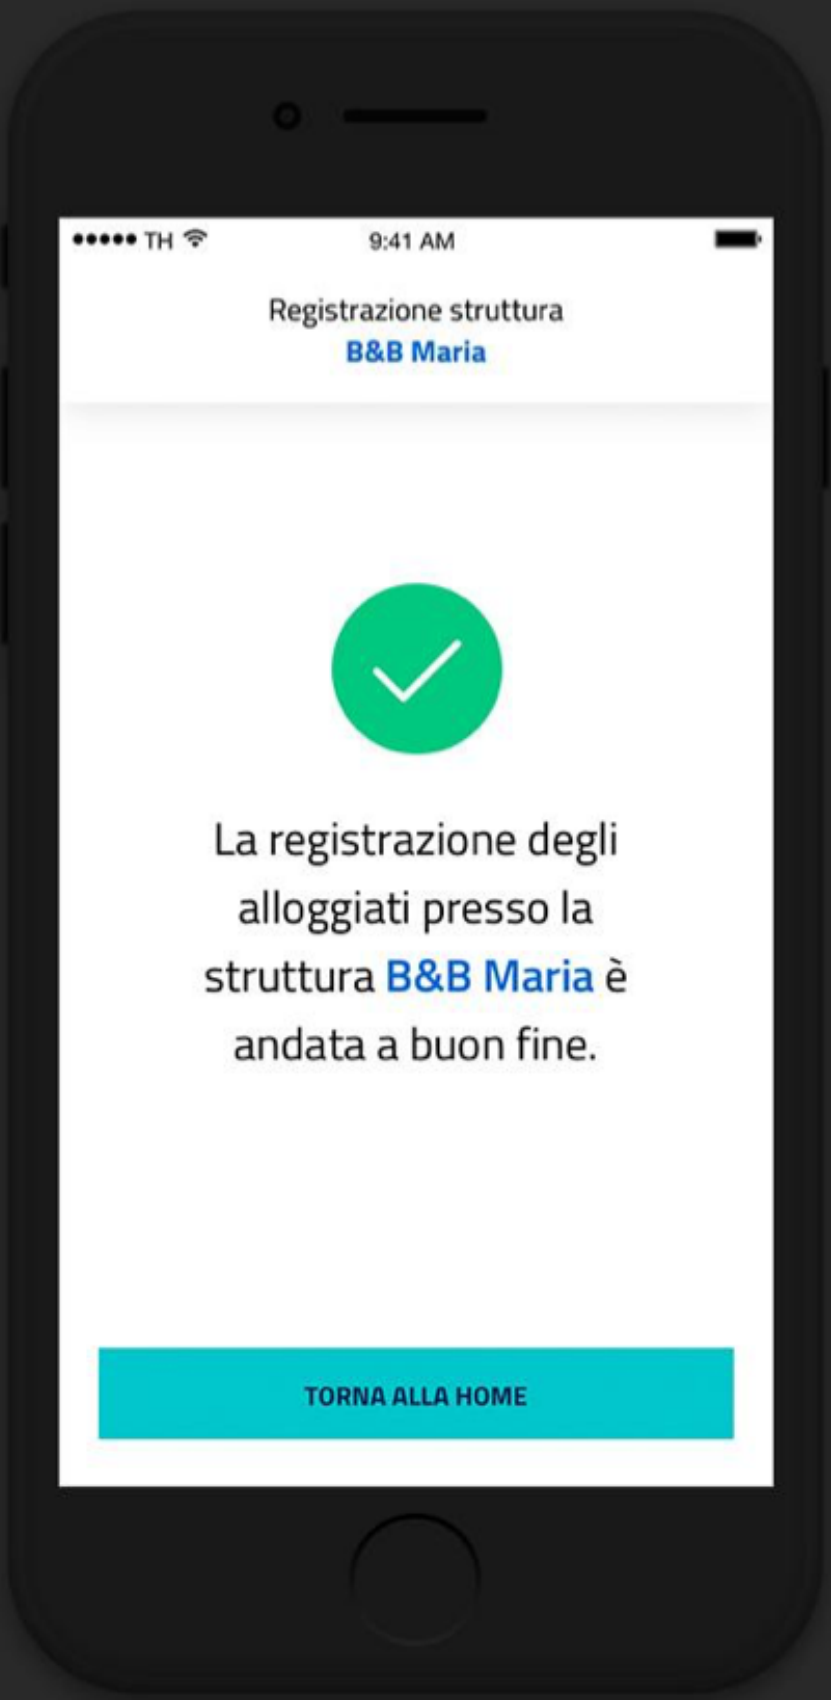 TH
9:41 AM
Registrazione struttura
B&B Maria
La registrazione degli
alloggiati presso la
struttura B&B Maria è
andata a buon fine.
TORNA ALLA HOME